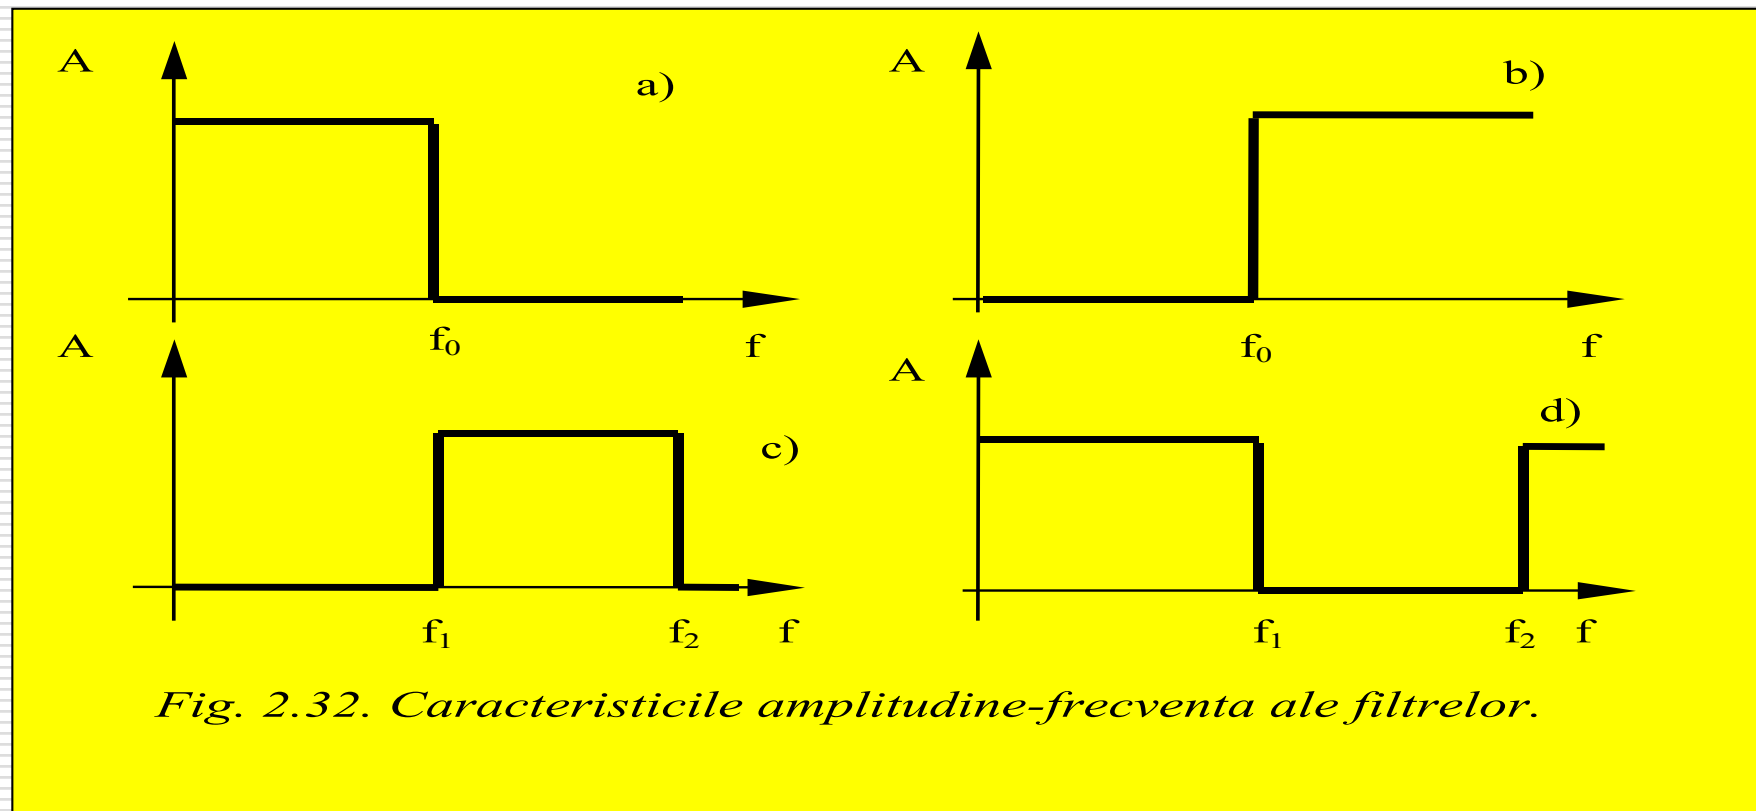 A
a)
A
b)
f₀
f
f₀
f
A
c)
A
d)
f₁
f₂
f
f₁
f₂
f
Fig. 2.32. Caracteristicile amplitudine-frecventa ale filtrelor.